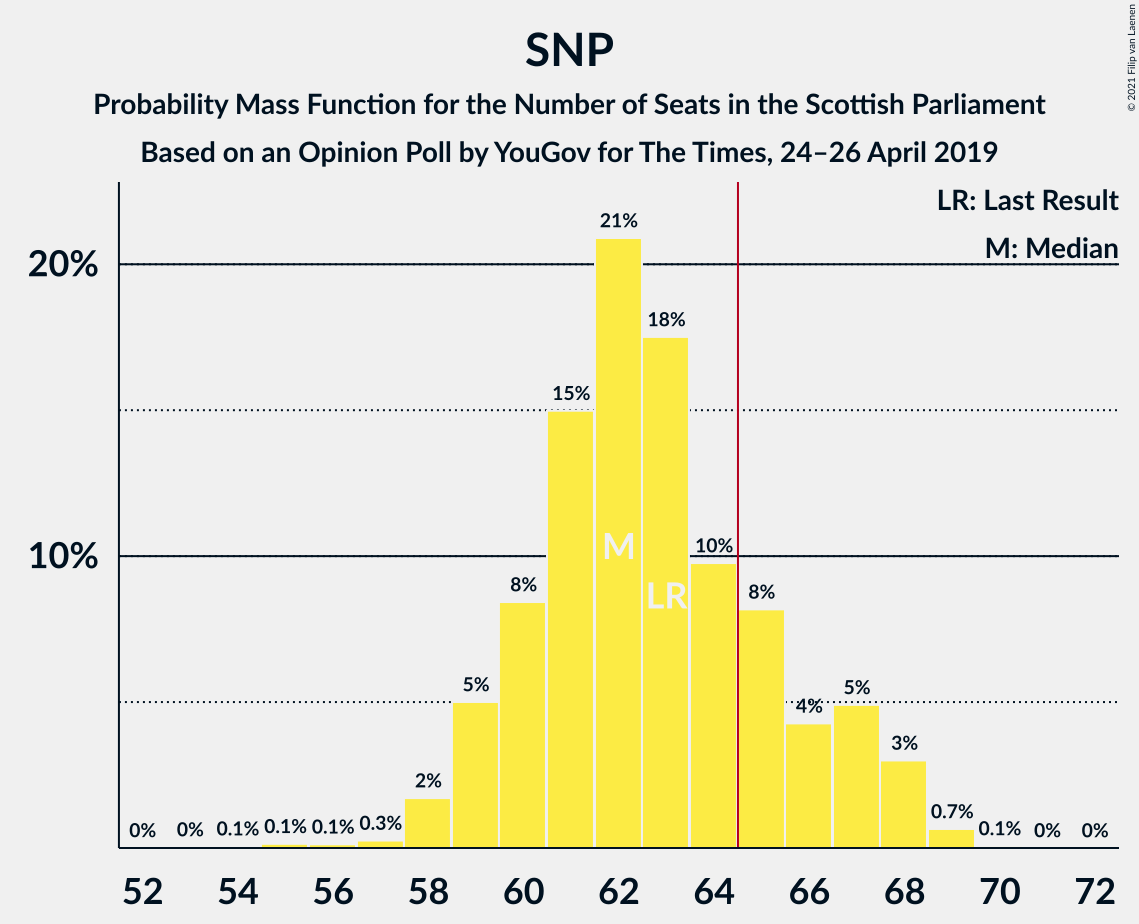 © 2021 Filip van Laenen
SNP
Probability Mass Function for the Number of Seats in the Scottish Parliament
Based on an Opinion Poll by YouGov for The Times, 24–26 April 2019
LR: Last Result
M: Median
20%
10%
0%
0%
0.1%
0.1%
0.1%
0.3%
2%
5%
8%
15%
21%
18%
10%
8%
4%
5%
3%
0.7%
0.1%
0%
0%
M
LR
52 54 56 58 60 62 64 66 68 70 72